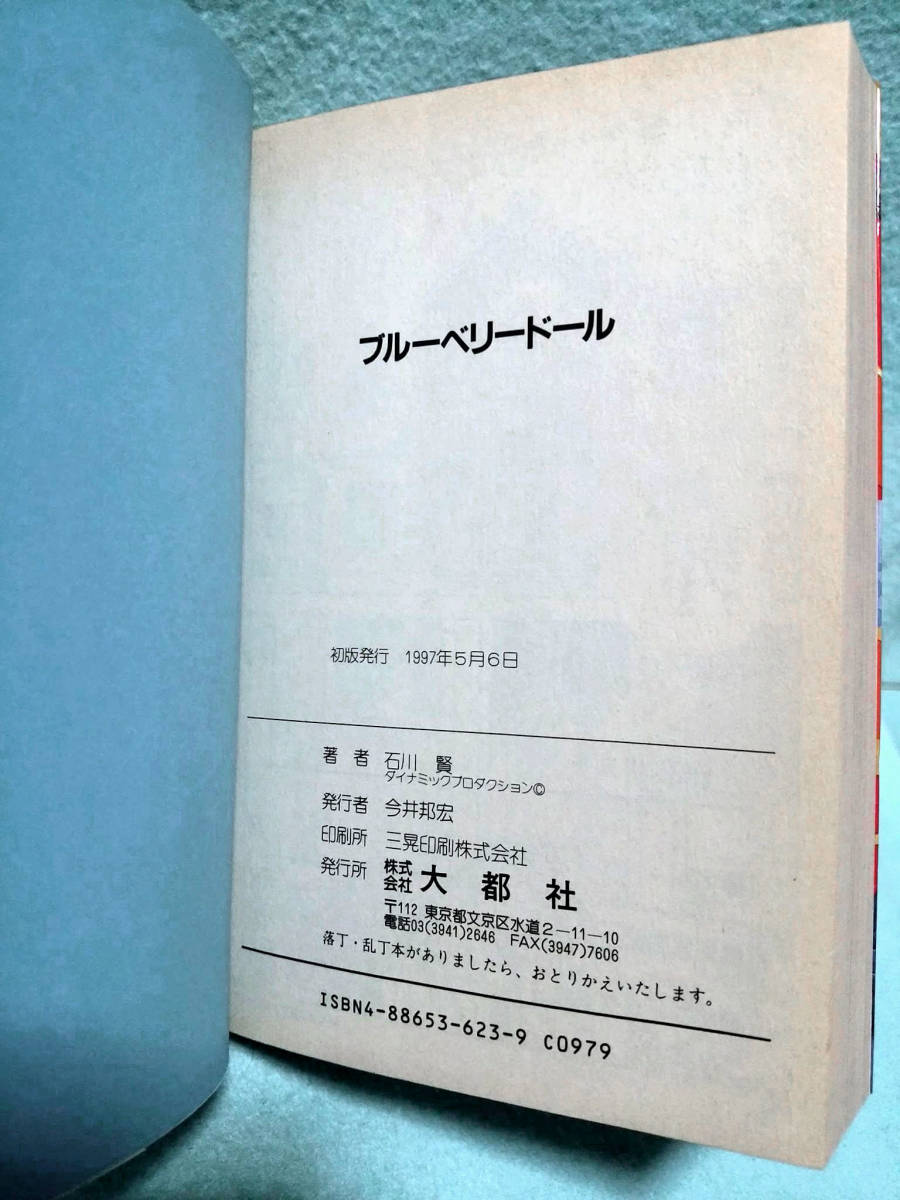 ブルーベリードール
初版発行 1997年5月6日
著者 石川 賢
ダイナミックプロダクション©
発行者 今井邦宏
印刷所 三晃印刷株式会社
発行所 株式会社 大都社
〒112 東京都文京区水道2-11-10
電話03(3941)2646 FAX(3947)7606
落丁・乱丁本がありましたら、おとりかえいたします。
ISBN4-88653-623-9 C0979